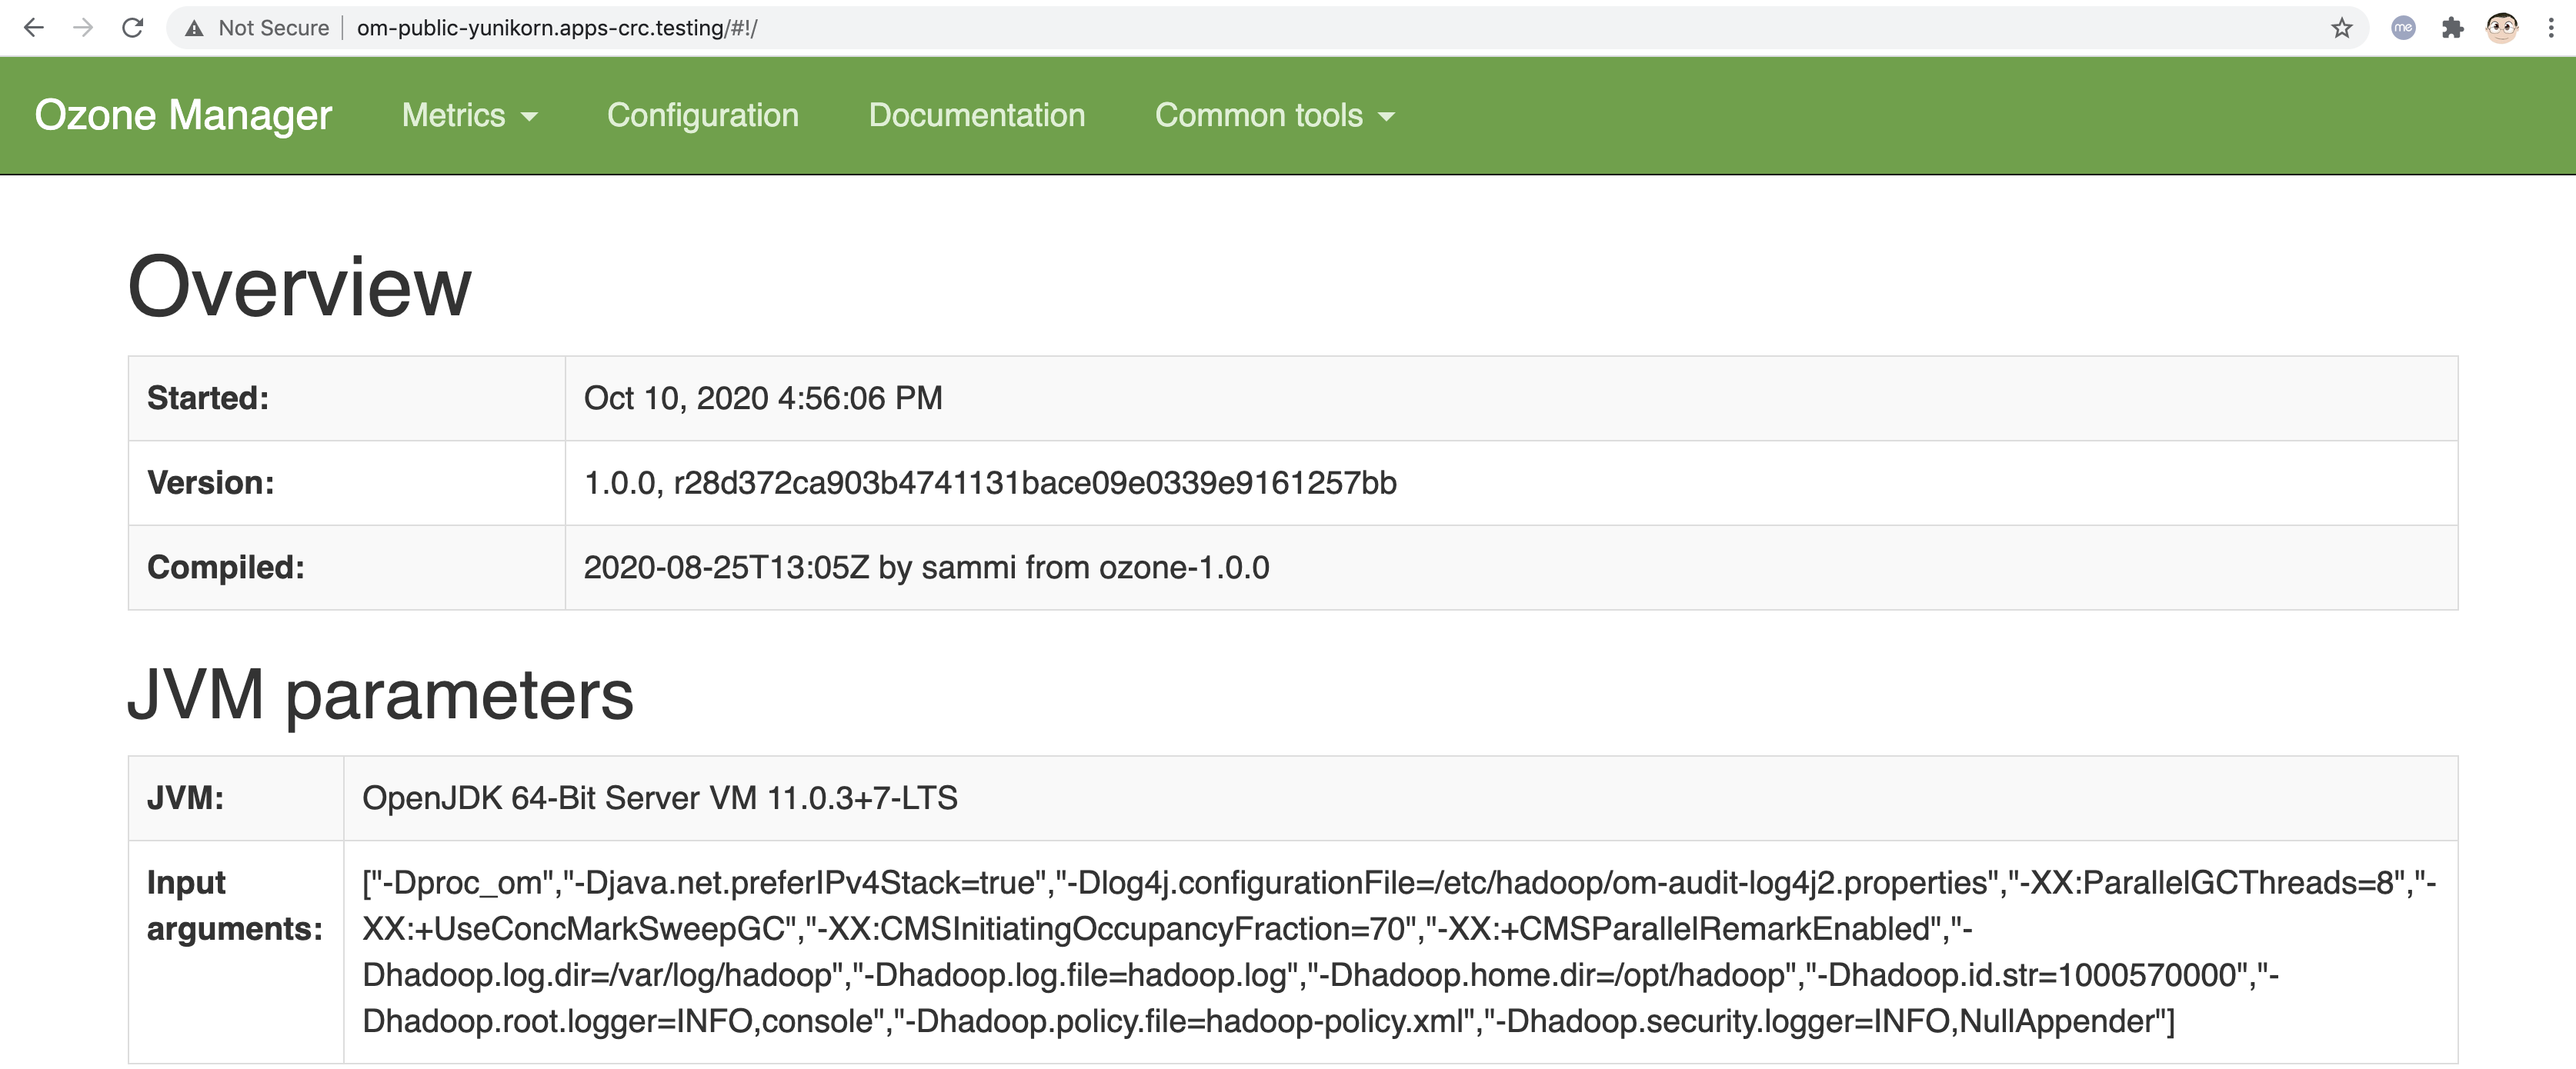 Not Secure | om-public-yunikorn.apps-crc.testing/#!/ me
Ozone Manager Metrics Configuration Documentation Common tools
Overview
Started: Oct 10, 2020 4:56:06 PM
Version: 1.0.0, r28d372ca903b4741131bace09e0339e9161257bb
Compiled: 2020-08-25T13:05Z by sammi from ozone-1.0.0
JVM parameters
JVM: OpenJDK 64-Bit Server VM 11.0.3+7-LTS
Input arguments: ["-Dproc_om","-Djava.net.preferIPv4Stack=true","-Dlog4j.configurationFile=/etc/hadoop/om-audit-log4j2.properties","-XX:ParallelGCThreads=8","-
XX:+UseConcMarkSweepGC","-XX:CMSInitiatingOccupancyFraction=70","-XX:+CMSParallelRemarkEnabled","-
Dhadoop.log.dir=/var/log/hadoop","-Dhadoop.log.file=hadoop.log","-Dhadoop.home.dir=/opt/hadoop","-Dhadoop.id.str=1000570000","-
Dhadoop.root.logger=INFO,console","-Dhadoop.policy.file=hadoop-policy.xml","-Dhadoop.security.logger=INFO,NullAppender"]